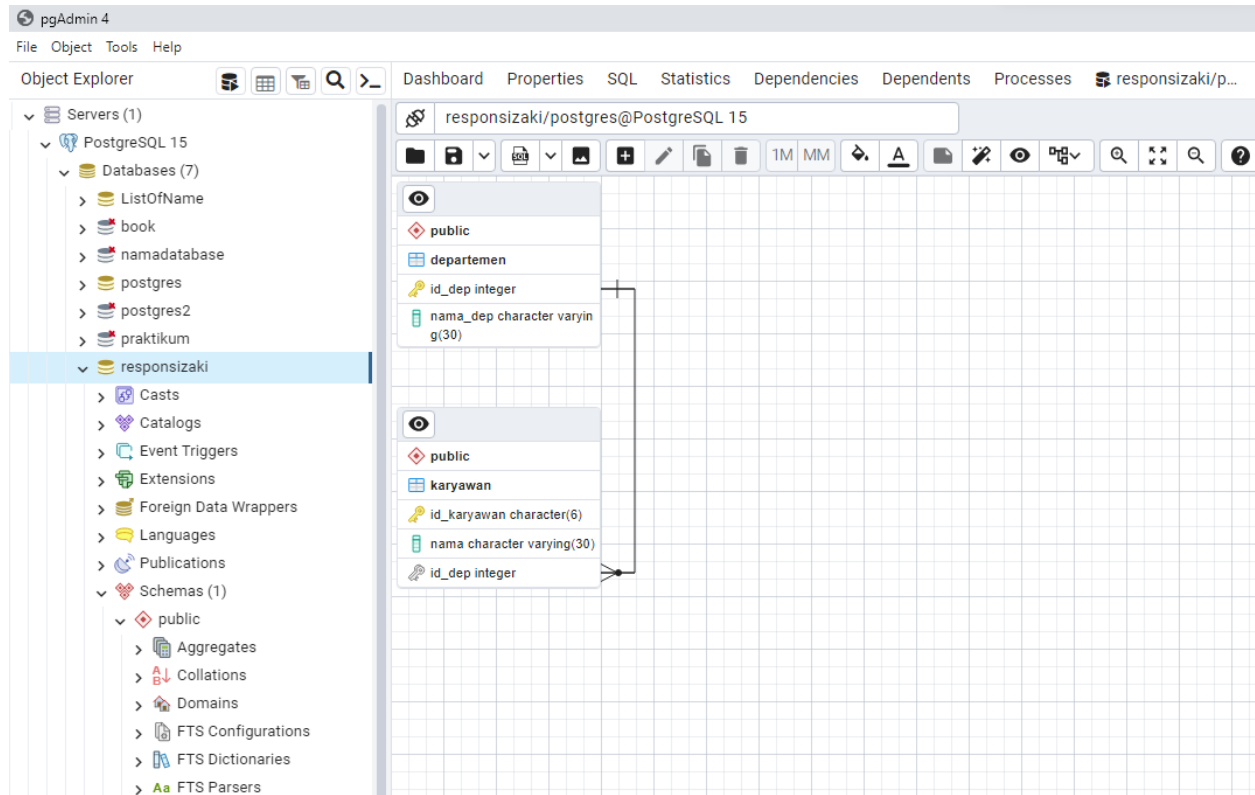 pgAdmin 4
File Object Tools Help
Object Explorer
Dashboard Properties SQL Statistics Dependencies Dependents Processes responsizaki/p...
Servers (1)
PostgreSQL 15
Databases (7)
ListOfName
book
namadatabase
postgres
postgres2
praktikum
responsizaki
Casts
Catalogs
Event Triggers
Extensions
Foreign Data Wrappers
Languages
Publications
Schemas (1)
public
Aggregates
Collations
Domains
FTS Configurations
FTS Dictionaries
Aa FTS Parsers
responsizaki/postgres@PostgreSQL 15
SQL 1M MM A
public
departemen
id_dep integer
nama_dep character varyin
g(30)
public
karyawan
id_karyawan character(6)
nama character varying(30)
id_dep integer